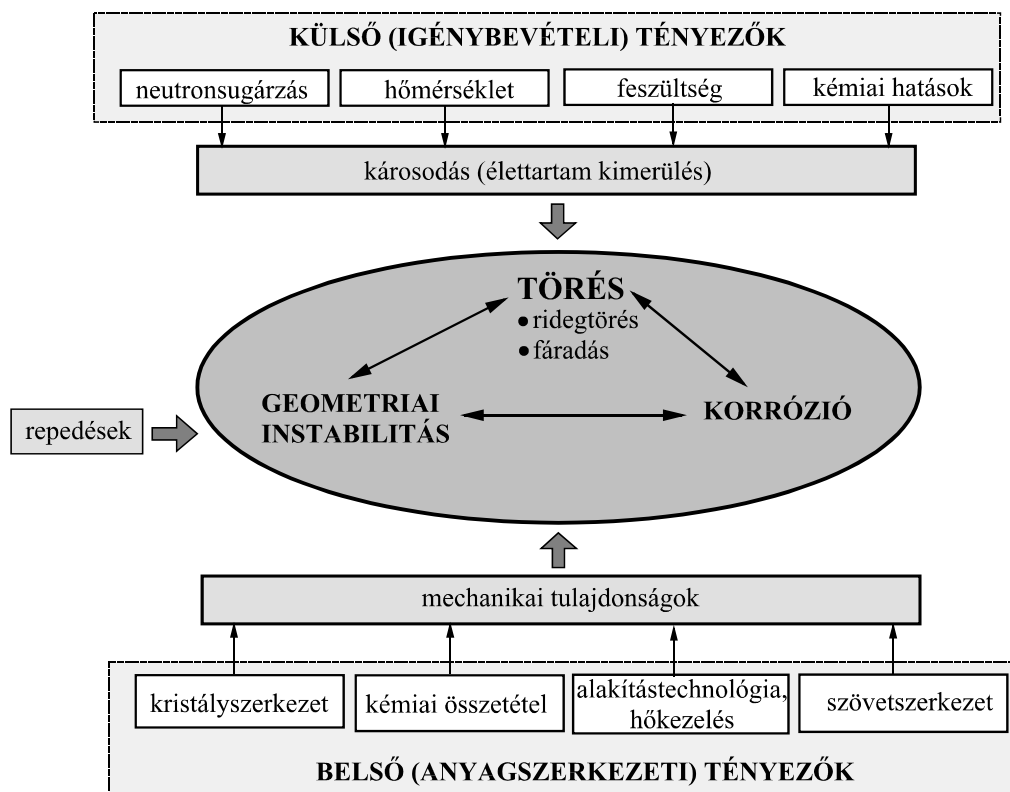 KÜLSŐ (IGÉNYBEVÉTELI) TÉNYEZŐK
neutronsugárzás
hőmérséklet
feszültség
kémiai hatások
károsodás (élettartam kimerülés)
TÖRÉS
• ridegtörés
• fáradás
GEOMETRIAI
INSTABILITÁS
KORRÓZIÓ
repedések
mechanikai tulajdonságok
kristályszerkezet
kémiai összetétel
alakítástechnológia,
hőkezelés
szövetszerkezet
BELSŐ (ANYAGSZERKEZETI) TÉNYEZŐK